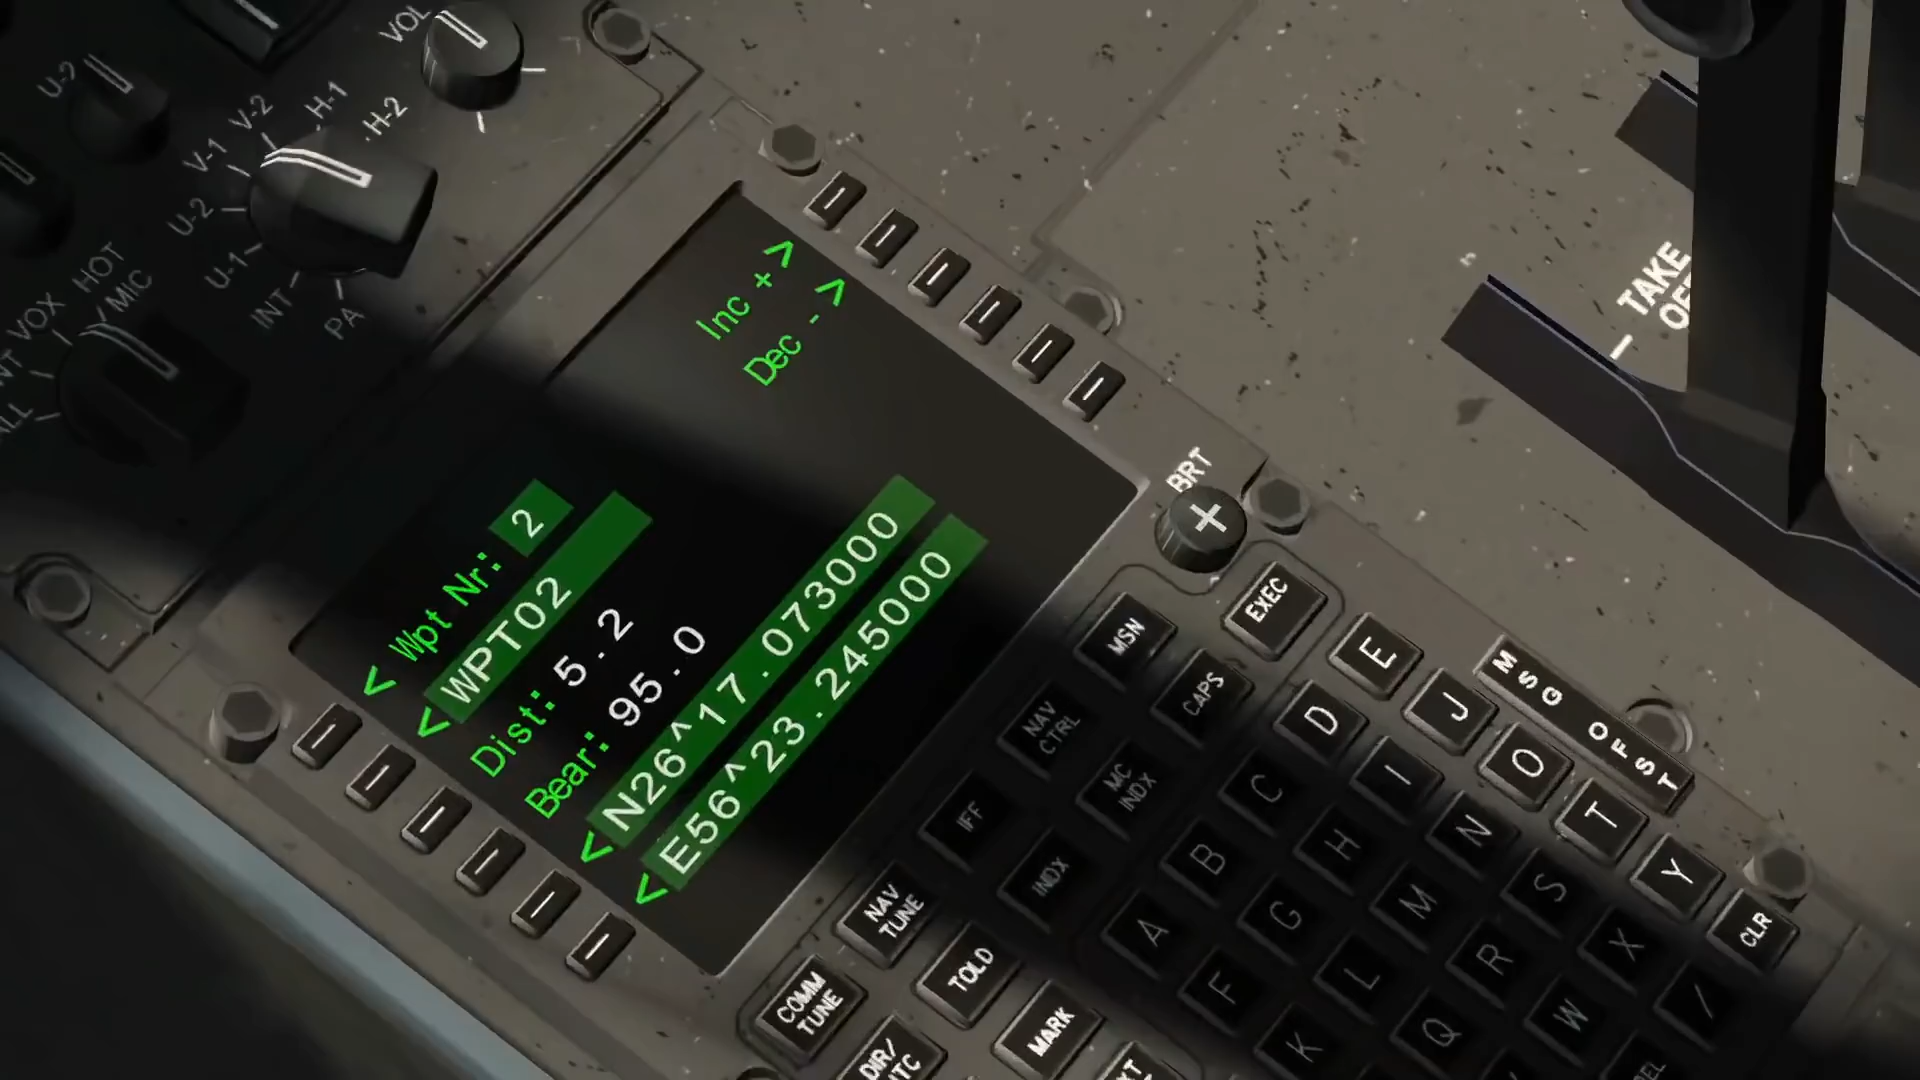 VOL
U-2
V-2
H-1
H-2
V-1
U-2
U-1
INT
PA
HOT
MIC
VOX
Inc + >
Dec - >
< Wpt Nr: 2
< WPT02
Dist: 5.2
Bear: 95.0
< N26^17.073000
< E56^23.245000
TAKE
BRT
+
MSN
EXEC
NAV
CTRL
CAPS
E
IFF
MC
INDX
D
J
MSG OFST
NAV
TUNE
INDX
C
I
O
COMM
TUNE
TOLD
B
H
N
T
DIR/
MARK
A
G
M
S
Y
F
L
R
X
CLR
K
Q
W
/